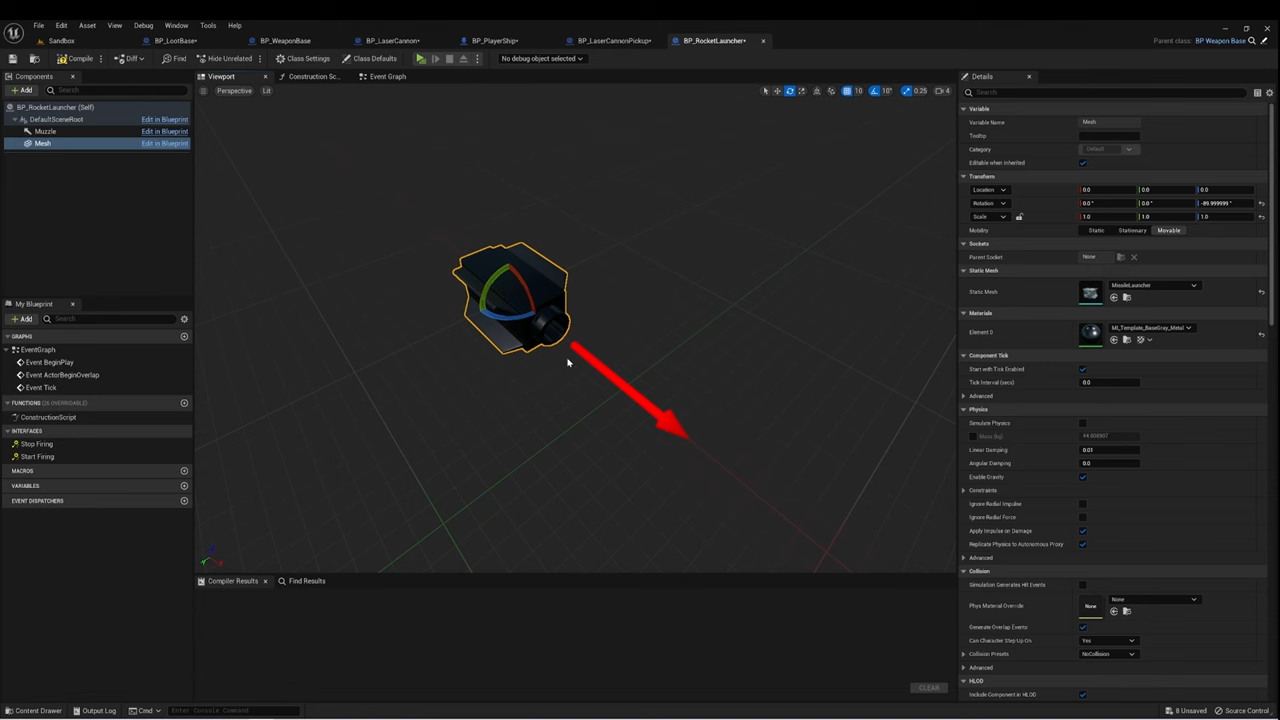 File Edit Asset View Debug Window Tools Help
Sandbox BP_LootBase• BP_WeaponBase BP_LaserCannon• BP_PlayerShip• BP_LaserCannonPickup• BP_RocketLauncher• Parent class: BP Weapon Base
Compile Diff Find Hide Unrelated Class Settings Class Defaults No debug object selected
Components
Add Search
BP_RocketLauncher (Self)
DefaultSceneRoot Edit in Blueprint
Muzzle Edit in Blueprint
Mesh Edit in Blueprint
My Blueprint
Add Search
GRAPHS
EventGraph
Event BeginPlay
Event ActorBeginOverlap
Event Tick
FUNCTIONS (26 OVERRIDABLE)
ConstructionScript
INTERFACES
Stop Firing
Start Firing
MACROS
VARIABLES
EVENT DISPATCHERS
Viewport Construction Sc... Event Graph
Perspective Lit 10 10° 0.25 4
Compiler Results Find Results
CLEAR
Details
Search
Variable
Variable Name Mesh
Tooltip
Category Default
Editable when Inherited
Transform
Location 0.0 0.0 0.0
Rotation 0.0 ° 0.0 ° -89.999999 °
Scale 1.0 1.0 1.0
Mobility Static Stationary Movable
Sockets
Parent Socket None
Static Mesh
Static Mesh MissileLauncher
Materials
Element 0 MI_Template_BaseGray_Metal
Component Tick
Start with Tick Enabled
Tick Interval (secs) 0.0
Advanced
Physics
Simulate Physics
Mass (kg)
Linear Damping 0.01
Angular Damping 0.0
Enable Gravity
Constraints
Ignore Radial Impulse
Ignore Radial Force
Apply Impulse on Damage
Replicate Physics to Autonomous Proxy
Advanced
Collision
Simulation Generates Hit Events
Phys Material Override None None
Generate Overlap Events
Can Character Step Up On Yes
Collision Presets NoCollision
Advanced
HLOD
Include Component in HLOD
Content Drawer Output Log Cmd Enter Console Command 8 Unsaved Source Control